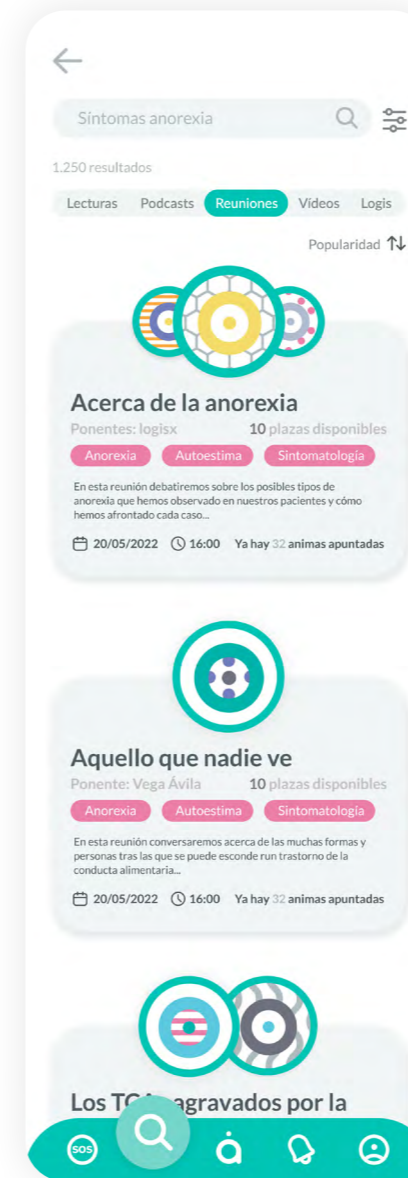 Síntomas anorexia
1.250 resultados
Lecturas Podcasts Reuniones Vídeos Logis
Popularidad
Acerca de la anorexia
Ponentes: logisx 10 plazas disponibles
Anorexia Autoestima Sintomatología
En esta reunión debatiremos sobre los posibles tipos de
anorexia que hemos observado en nuestros pacientes y cómo
hemos afrontado cada caso...
20/05/2022 16:00 Ya hay 32 animas apuntadas
Aquello que nadie ve
Ponente: Vega Ávila 10 plazas disponibles
Anorexia Autoestima Sintomatología
En esta reunión conversaremos acerca de las muchas formas y
personas tras las que se puede esconde run trastorno de la
conducta alimentaria...
20/05/2022 16:00 Ya hay 32 animas apuntadas
Los agravados por la
SOS